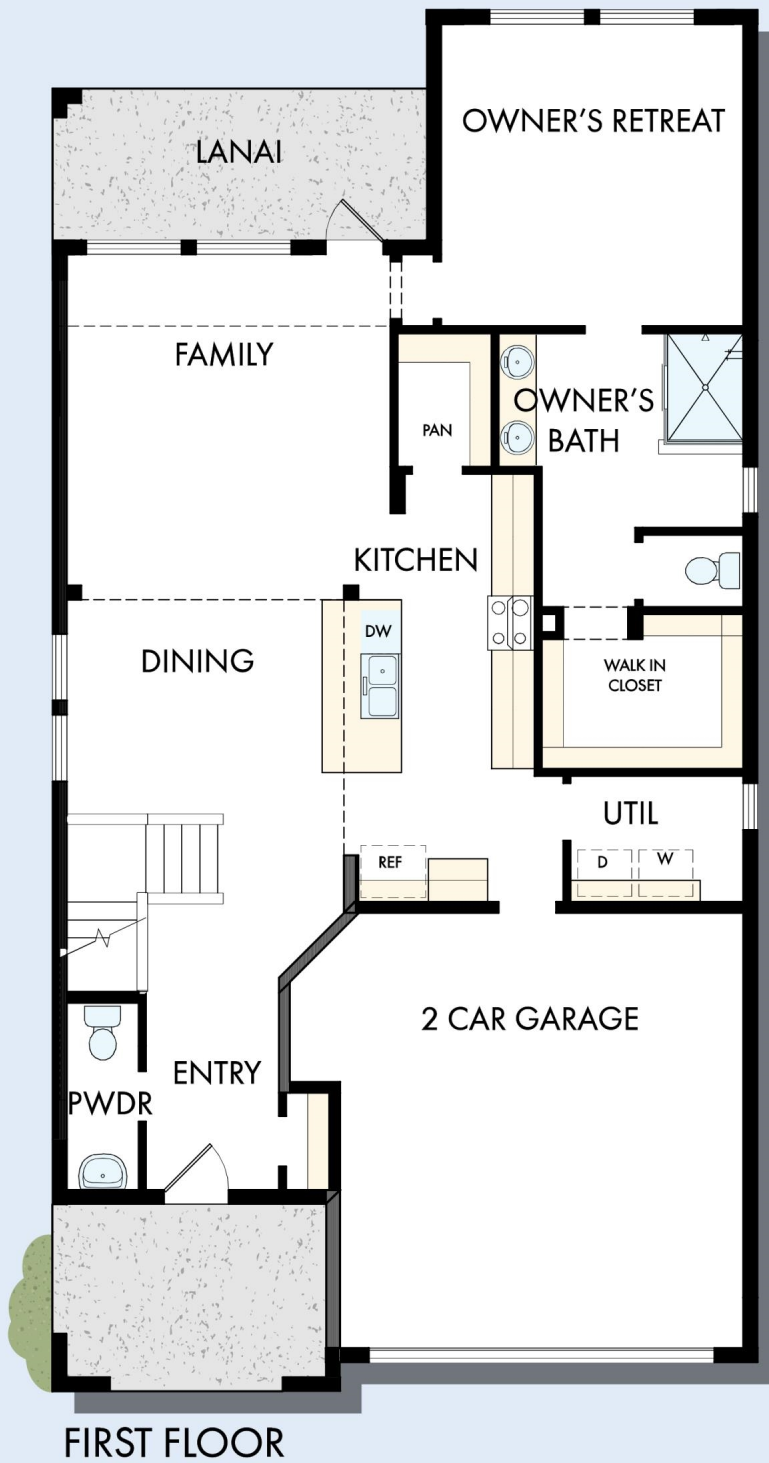 OWNER'S RETREAT
LANAI
FAMILY
PAN
OWNER'S
BATH
KITCHEN
DW
DINING
WALK IN
CLOSET
UTIL
REF
D
W
2 CAR GARAGE
ENTRY
PWDR
FIRST FLOOR